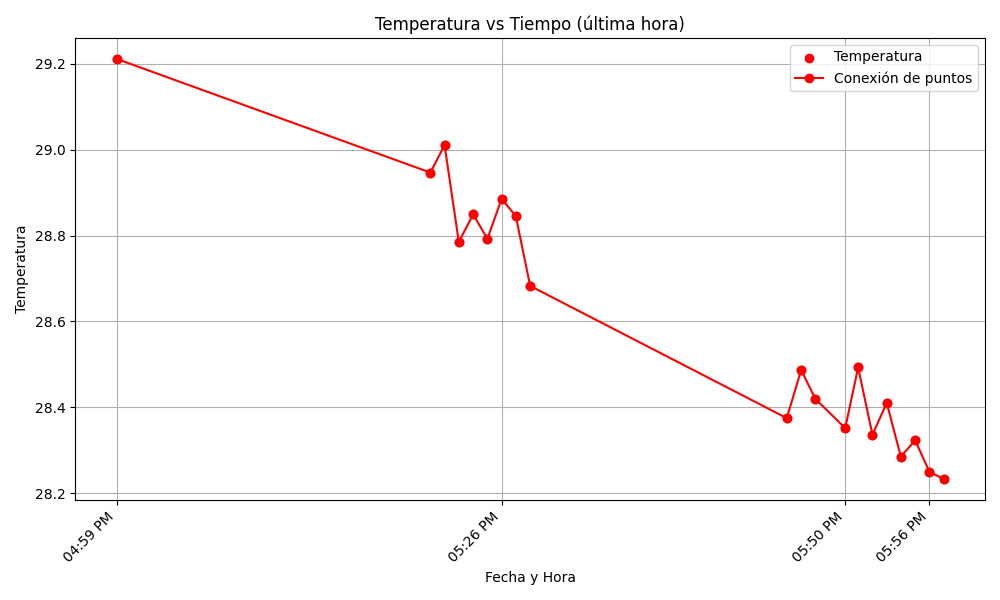 Temperatura vs Tiempo (última hora)
Temperatura
Conexión de puntos
29.2
29.0
28.8
28.6
28.4
28.2
Temperatura
04:59 PM
05:26 PM
05:50 PM
05:56 PM
Fecha y Hora